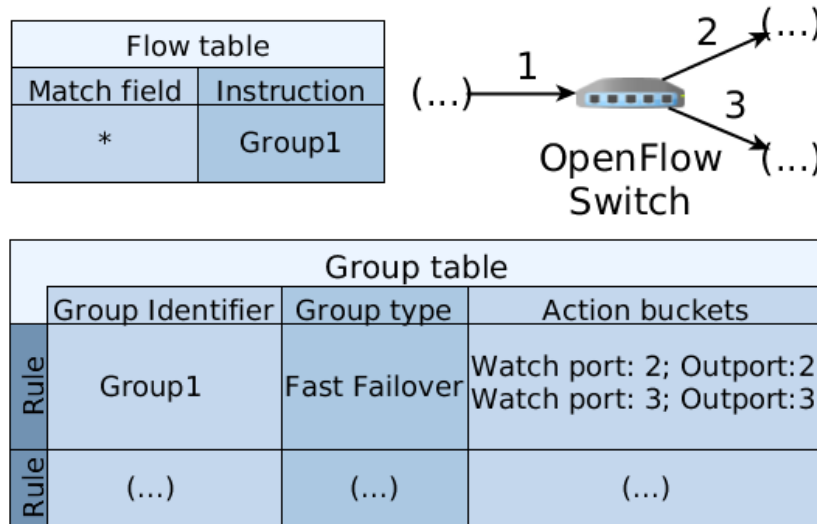 Flow table
Match field Instruction
* Group1
(...) 1 2 (...)
3 (...)
OpenFlow
Switch
Group table
Group Identifier Group type Action buckets
Rule Group1 Fast Failover Watch port: 2; Outport:2
Watch port: 3; Outport:3
Rule (...) (...) (...)